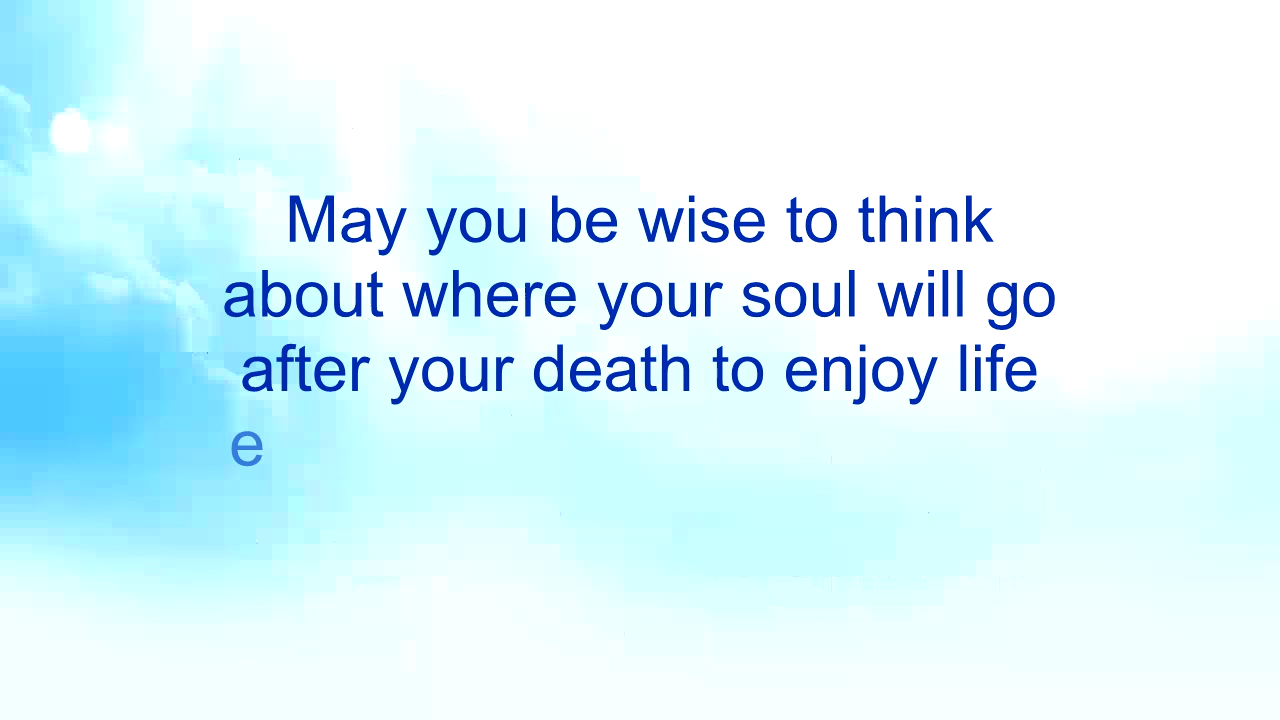 May you be wise to think
about where your soul will go
after your death to enjoy life
e